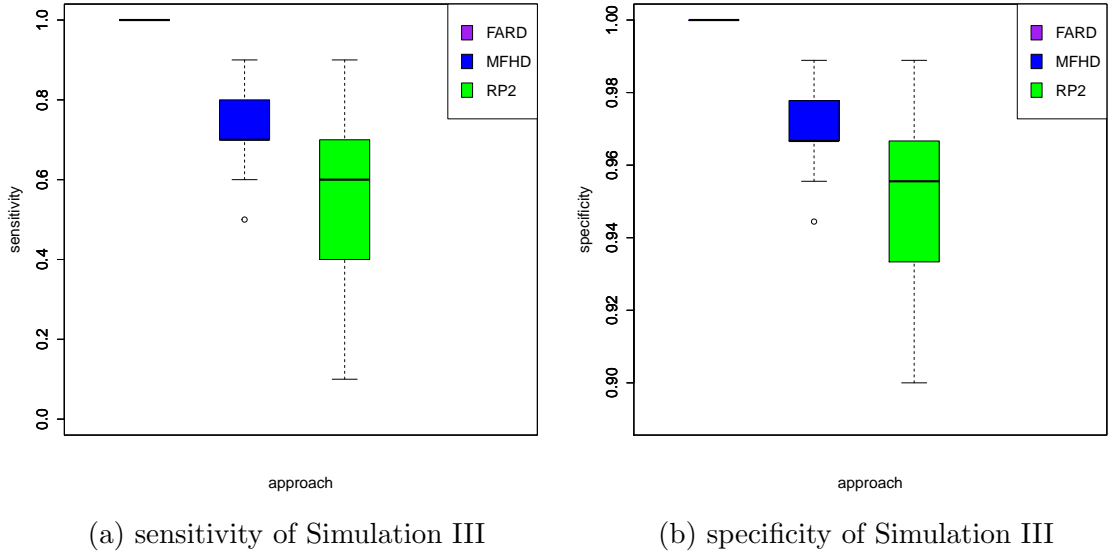 sensitivity
0.0
0.2
0.4
0.6
0.8
1.0
FARD
MFHD
RP2
approach
(a) sensitivity of Simulation III
specificity
0.90
0.92
0.94
0.96
0.98
1.00
FARD
MFHD
RP2
approach
(b) specificity of Simulation III